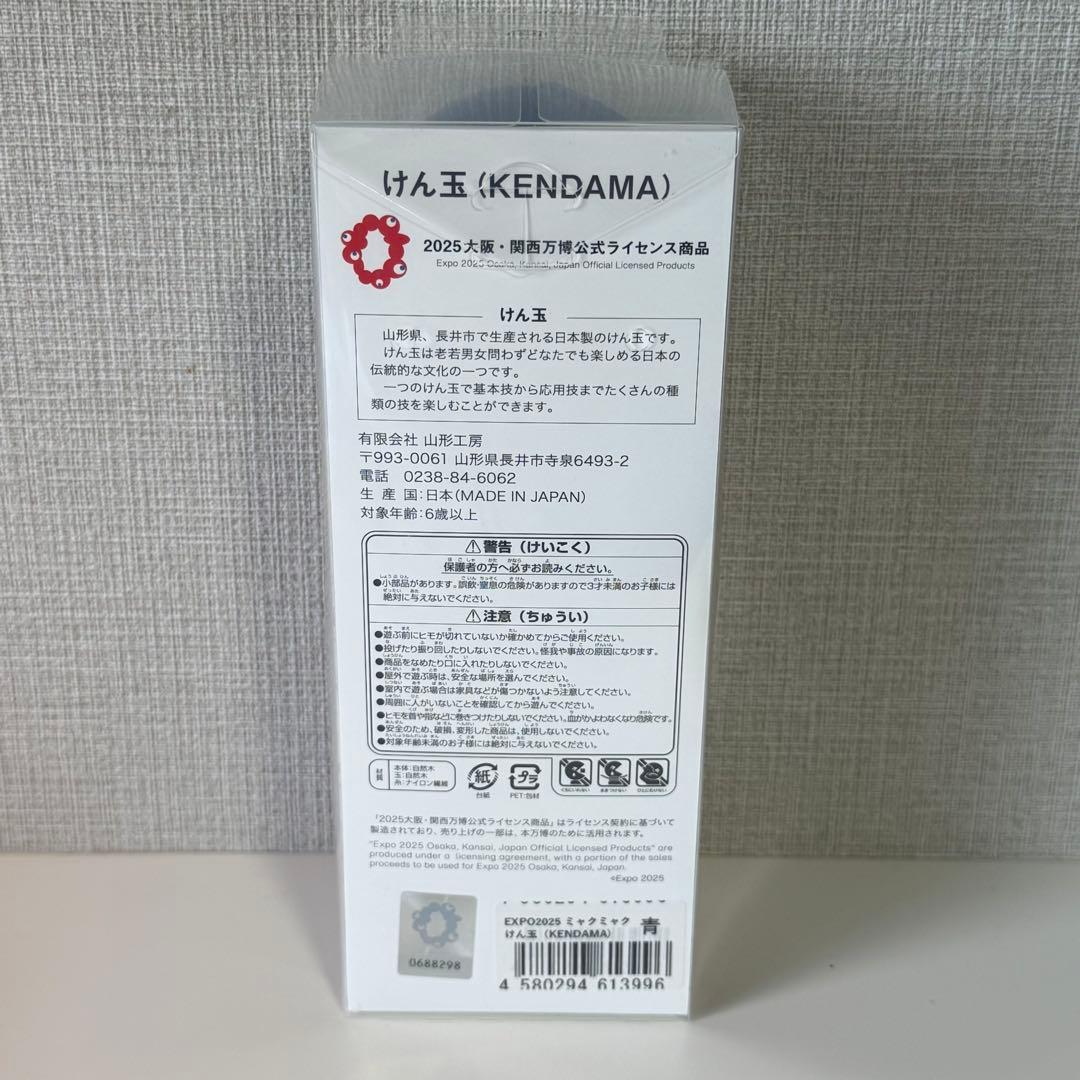 けん玉(KENDAMA)
2025大阪・関西万博公式ライセンス商品
Expo 2025 Osaka, Kansai, Japan Official Licensed Products
けん玉
山形県、長井市で生産される日本製のけん玉です。
けん玉は老若男女問わずどなたでも楽しめる日本の
伝統的な文化の一つです。
一つのけん玉で基本技から応用技までたくさんの種
類の技を楽しむことができます。
有限会社 山形工房
〒993-0061 山形県長井市寺泉6493-2
電話 0238-84-6062
生産国:日本(MADE IN JAPAN)
対象年齢:6歳以上
⚠警告(けいこく)
保護者の方へ必ずお読みください。
●小部品があります。誤飲・窒息の危険がありますので3才未満のお子様には
絶対に与えないでください。
⚠注意(ちゅうい)
●遊ぶ前にヒモが切れていないか確かめてからご使用ください。
●投げたり振り回したりしないでください。怪我や事故の原因になります。
●商品をなめたり口に入れたりしないでください。
●屋外で遊ぶ時は、安全な場所を選んでください。
●室内で遊ぶ場合は家具などが傷つかないよう注意してください。
●周囲に人がいないことを確認してから遊んでください。
●ヒモを首や指などに巻きつけたりしないでください。血がかよわなくなり危険です。
●安全のため、破損、変形した商品は、使用しないでください。
●対象年齢未満のお子様には絶対に与えないでください。
材質
本体:自然木
玉:自然木
糸:ナイロン繊維
紙
台紙
プラ
PET:包材
くちにいれない
まきつけない
ひとにむけない
「2025大阪・関西万博公式ライセンス商品」はライセンス契約に基づいて
製造されており、売り上げの一部は、本万博のために活用されます。
"Expo 2025 Osaka, Kansai, Japan Official Licensed Products" are
produced under a licensing agreement, with a portion of the sales
proceeds to be used for Expo 2025 Osaka, Kansai, Japan.
©Expo 2025
0688298
EXPO2025 ミャクミャク
けん玉(KENDAMA)
青
4 580294 613996